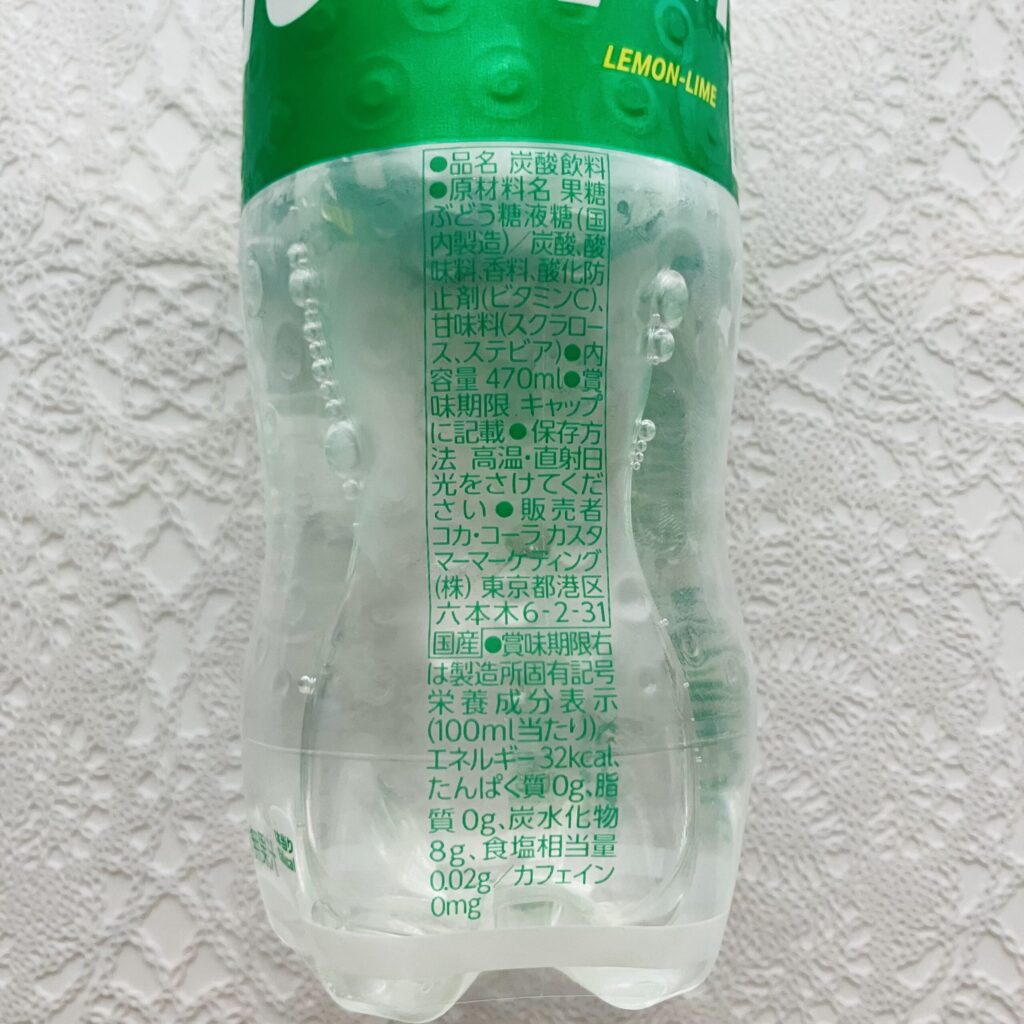 LEMON-LIME
●品名 炭酸飲料
●原材料名 果糖
ぶどう糖液糖(国
内製造)/炭酸、酸
味料、香料、酸化防
止剤(ビタミンC)、
甘味料(スクラロー
ス、ステビア)●内
容量 470ml●賞
味期限 キャップ
に記載●保存方
法 高温・直射日
光をさけてくだ
さい●販売者
コカ・コーラ カスタ
マーマーケティング
(株) 東京都港区
六本木6-2-31
国産●賞味期限右
は製造所固有記号
栄養成分表示
(100ml当たり)/
エネルギー 32kcal、
たんぱく質0g、脂
質0g、炭水化物
8g、食塩相当量
0.02g/カフェイン
0mg